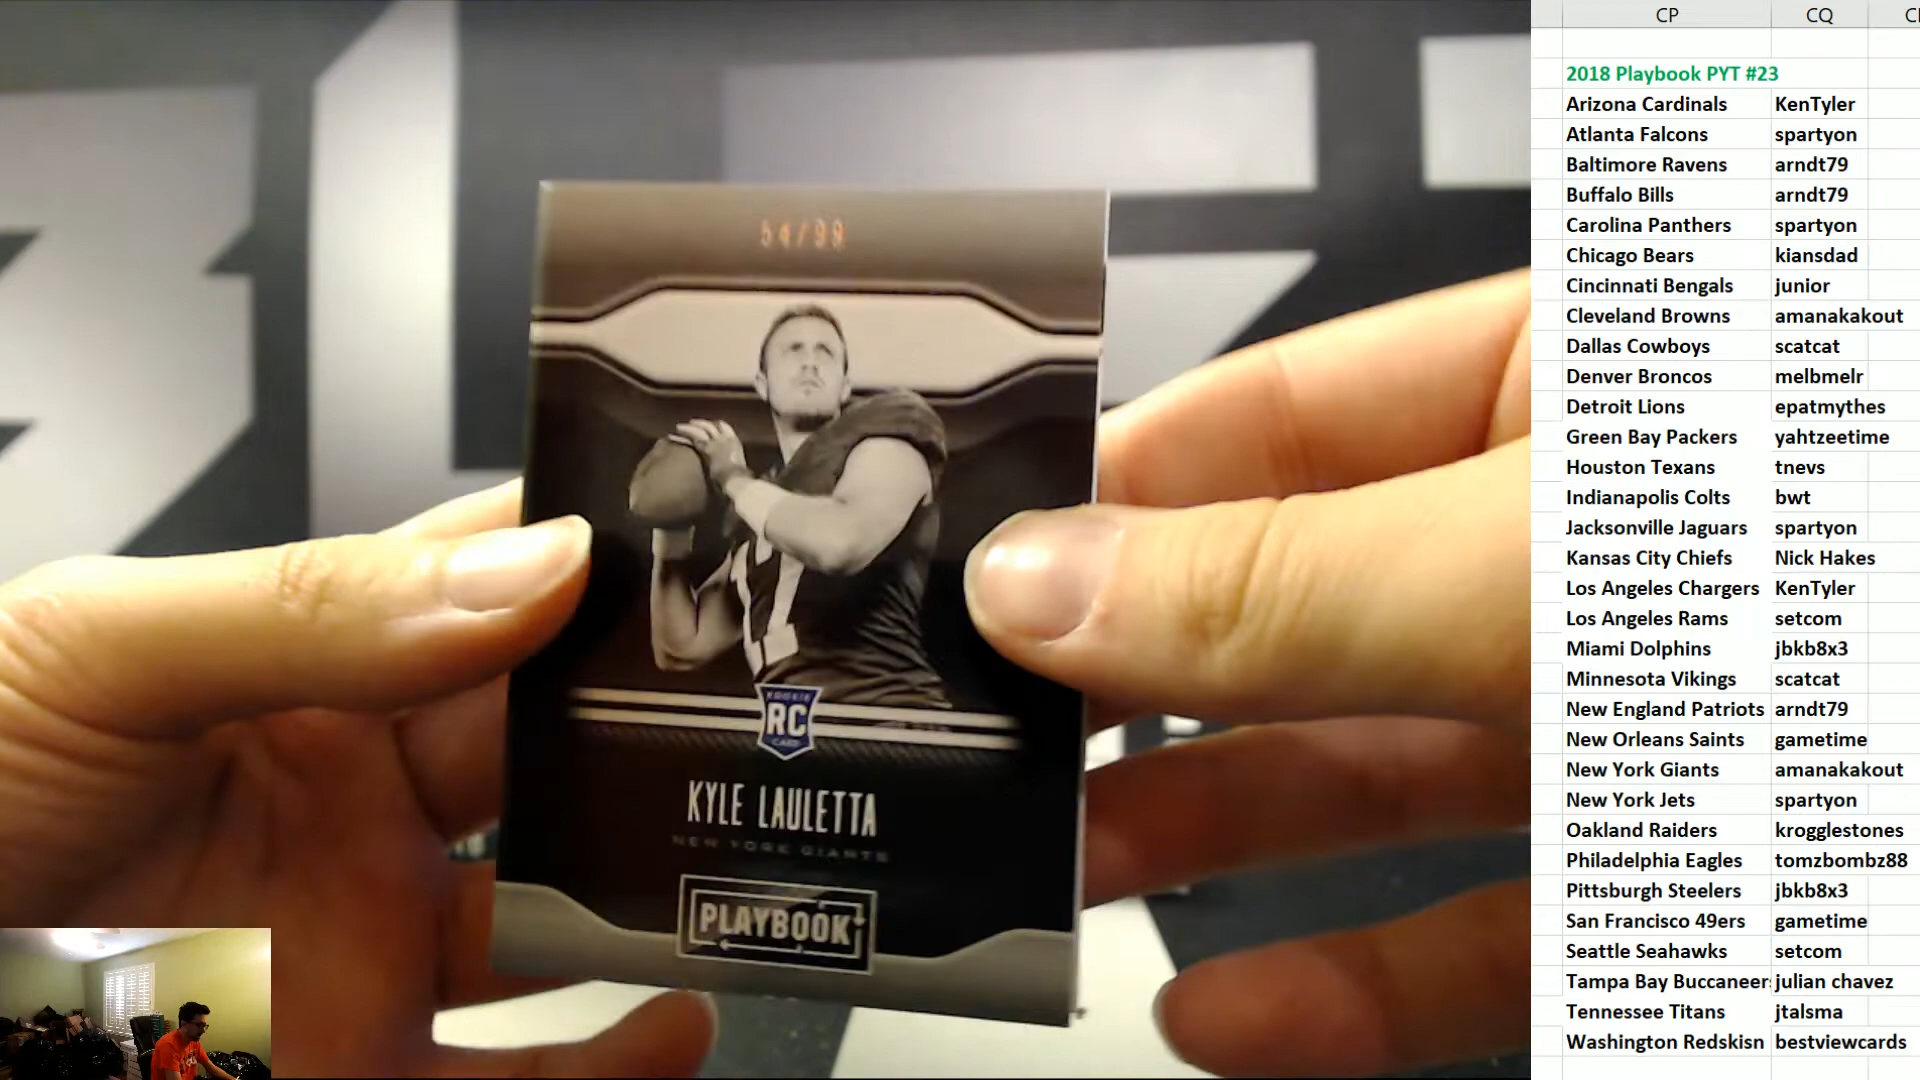 54/99
17
ROOKIE
RC
CARD
KYLE LAULETTA
NEW YORK GIANTS
PLAYBOOK
CP CQ
2018 Playbook PYT #23
Arizona Cardinals KenTyler
Atlanta Falcons spartyon
Baltimore Ravens arndt79
Buffalo Bills arndt79
Carolina Panthers spartyon
Chicago Bears kiansdad
Cincinnati Bengals junior
Cleveland Browns amanakakout
Dallas Cowboys scatcat
Denver Broncos melbmelr
Detroit Lions epatmythes
Green Bay Packers yahtzeetime
Houston Texans tnevs
Indianapolis Colts bwt
Jacksonville Jaguars spartyon
Kansas City Chiefs Nick Hakes
Los Angeles Chargers KenTyler
Los Angeles Rams setcom
Miami Dolphins jbkb8x3
Minnesota Vikings scatcat
New England Patriots arndt79
New Orleans Saints gametime
New York Giants amanakakout
New York Jets spartyon
Oakland Raiders krogglestones
Philadelphia Eagles tomzbombz88
Pittsburgh Steelers jbkb8x3
San Francisco 49ers gametime
Seattle Seahawks setcom
Tampa Bay Buccaneer julian chavez
Tennessee Titans jtalsma
Washington Redskisn bestviewcards